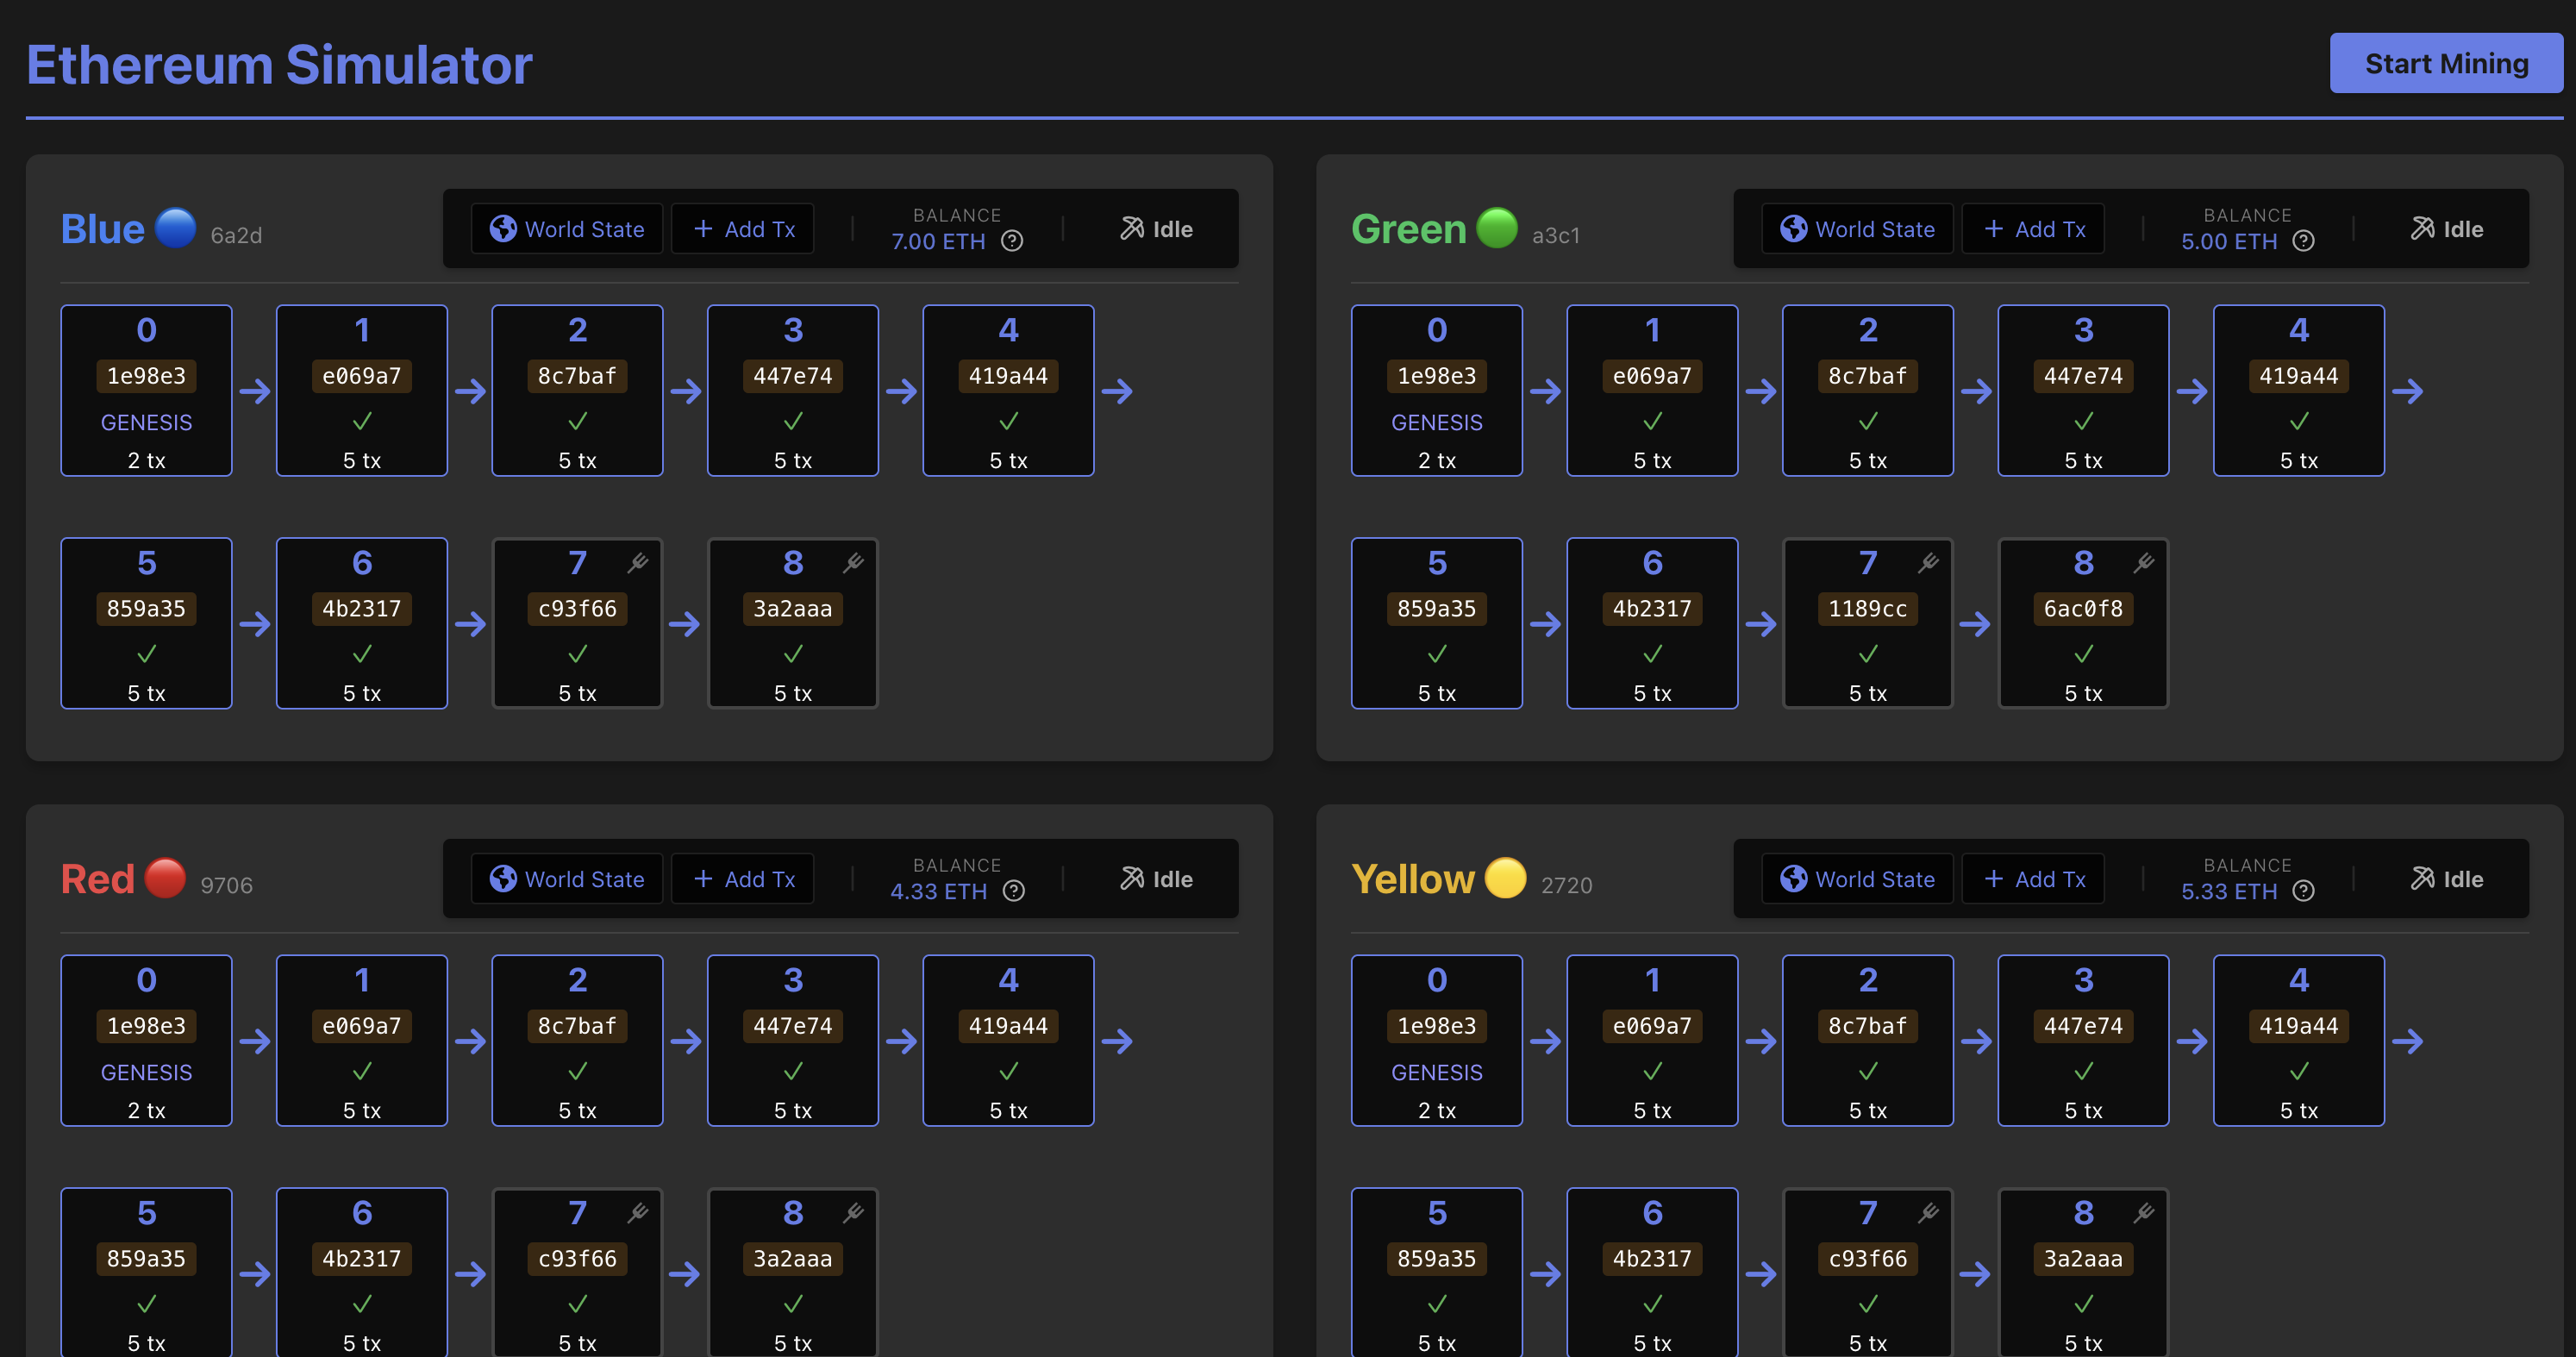 Ethereum Simulator
Start Mining
Blue 6a2d
World State
+ Add Tx
BALANCE
7.00 ETH ?
Idle
0 1 2 3 4
1e98e3 e069a7 8c7baf 447e74 419a44
GENESIS ✓ ✓ ✓ ✓
2 tx 5 tx 5 tx 5 tx 5 tx
5 6 7 8
859a35 4b2317 c93f66 3a2aaa
✓ ✓ ✓ ✓
5 tx 5 tx 5 tx 5 tx
Green a3c1
World State
+ Add Tx
BALANCE
5.00 ETH ?
Idle
0 1 2 3 4
1e98e3 e069a7 8c7baf 447e74 419a44
GENESIS ✓ ✓ ✓ ✓
2 tx 5 tx 5 tx 5 tx 5 tx
5 6 7 8
859a35 4b2317 1189cc 6ac0f8
✓ ✓ ✓ ✓
5 tx 5 tx 5 tx 5 tx
Red 9706
World State
+ Add Tx
BALANCE
4.33 ETH ?
Idle
0 1 2 3 4
1e98e3 e069a7 8c7baf 447e74 419a44
GENESIS ✓ ✓ ✓ ✓
2 tx 5 tx 5 tx 5 tx 5 tx
5 6 7 8
859a35 4b2317 c93f66 3a2aaa
✓ ✓ ✓ ✓
5 tx 5 tx 5 tx 5 tx
Yellow 2720
World State
+ Add Tx
BALANCE
5.33 ETH ?
Idle
0 1 2 3 4
1e98e3 e069a7 8c7baf 447e74 419a44
GENESIS ✓ ✓ ✓ ✓
2 tx 5 tx 5 tx 5 tx 5 tx
5 6 7 8
859a35 4b2317 c93f66 3a2aaa
✓ ✓ ✓ ✓
5 tx 5 tx 5 tx 5 tx